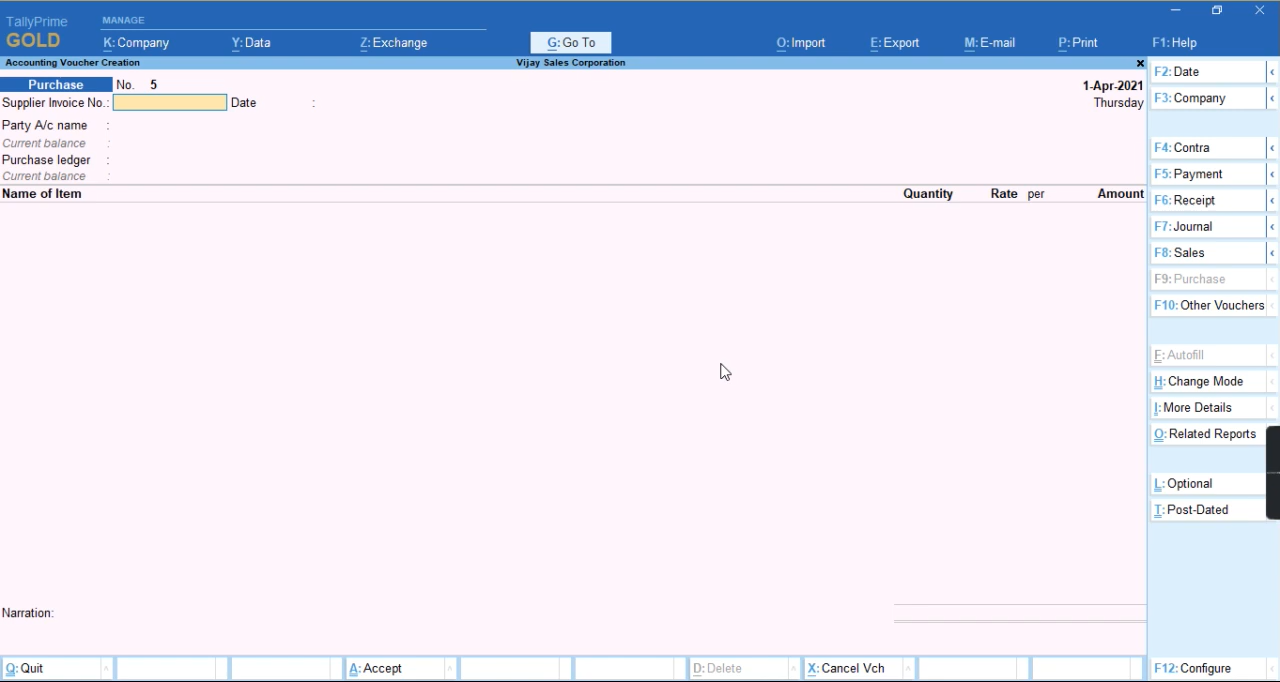 TallyPrime
GOLD
MANAGE
K: Company Y: Data Z: Exchange G: Go To O: Import E: Export M: E-mail P: Print F1: Help
Accounting Voucher Creation Vijay Sales Corporation
Purchase No. 5 1-Apr-2021
Supplier Invoice No.: Date : Thursday
Party A/c name :
Current balance :
Purchase ledger :
Current balance :
Name of Item Quantity Rate per Amount
Narration:
F2: Date
F3: Company
F4: Contra
F5: Payment
F6: Receipt
F7: Journal
F8: Sales
F9: Purchase
F10: Other Vouchers
F: Autofill
H: Change Mode
I: More Details
O: Related Reports
L: Optional
T: Post-Dated
Q: Quit A: Accept D: Delete X: Cancel Vch F12: Configure